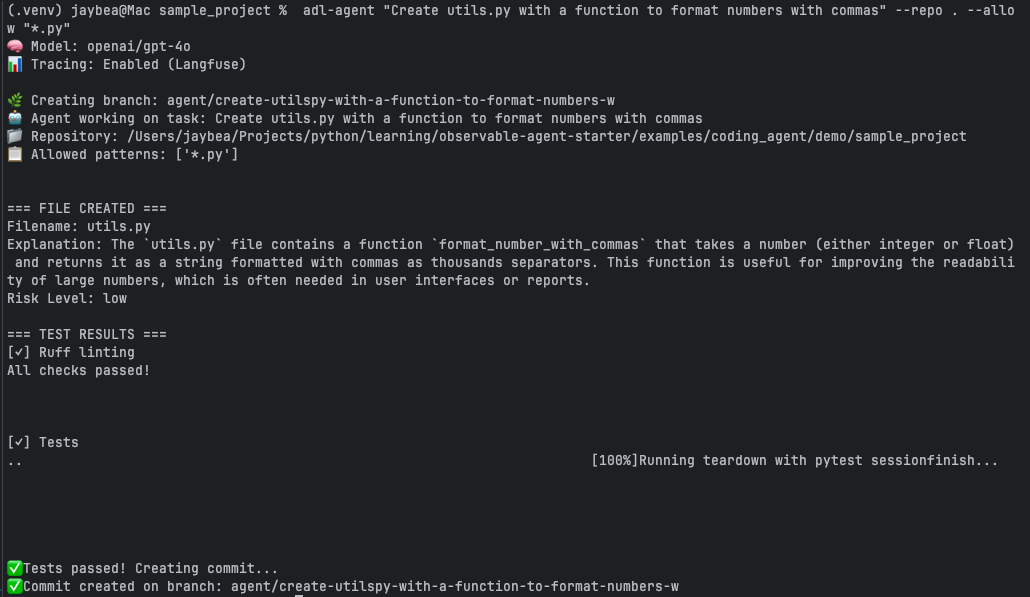 (.venv) jaybea@Mac sample_project %  adl-agent "Create utils.py with a function to format numbers with commas" --repo . --allo
w "*.py"
🧠 Model: openai/gpt-4o
📊 Tracing: Enabled (Langfuse)
🌿 Creating branch: agent/create-utilspy-with-a-function-to-format-numbers-w
🤖 Agent working on task: Create utils.py with a function to format numbers with commas
📁 Repository: /Users/jaybea/Projects/python/learning/observable-agent-starter/examples/coding_agent/demo/sample_project
📋 Allowed patterns: ['*.py']
=== FILE CREATED ===
Filename: utils.py
Explanation: The `utils.py` file contains a function `format_number_with_commas` that takes a number (either integer or float)
 and returns it as a string formatted with commas as thousands separators. This function is useful for improving the readabili
ty of large numbers, which is often needed in user interfaces or reports.
Risk Level: low
=== TEST RESULTS ===
[✓] Ruff linting
All checks passed!
[✓] Tests
..                                                                       [100%]Running teardown with pytest sessionfinish...
✅Tests passed! Creating commit...
✅Commit created on branch: agent/create-utilspy-with-a-function-to-format-numbers-w